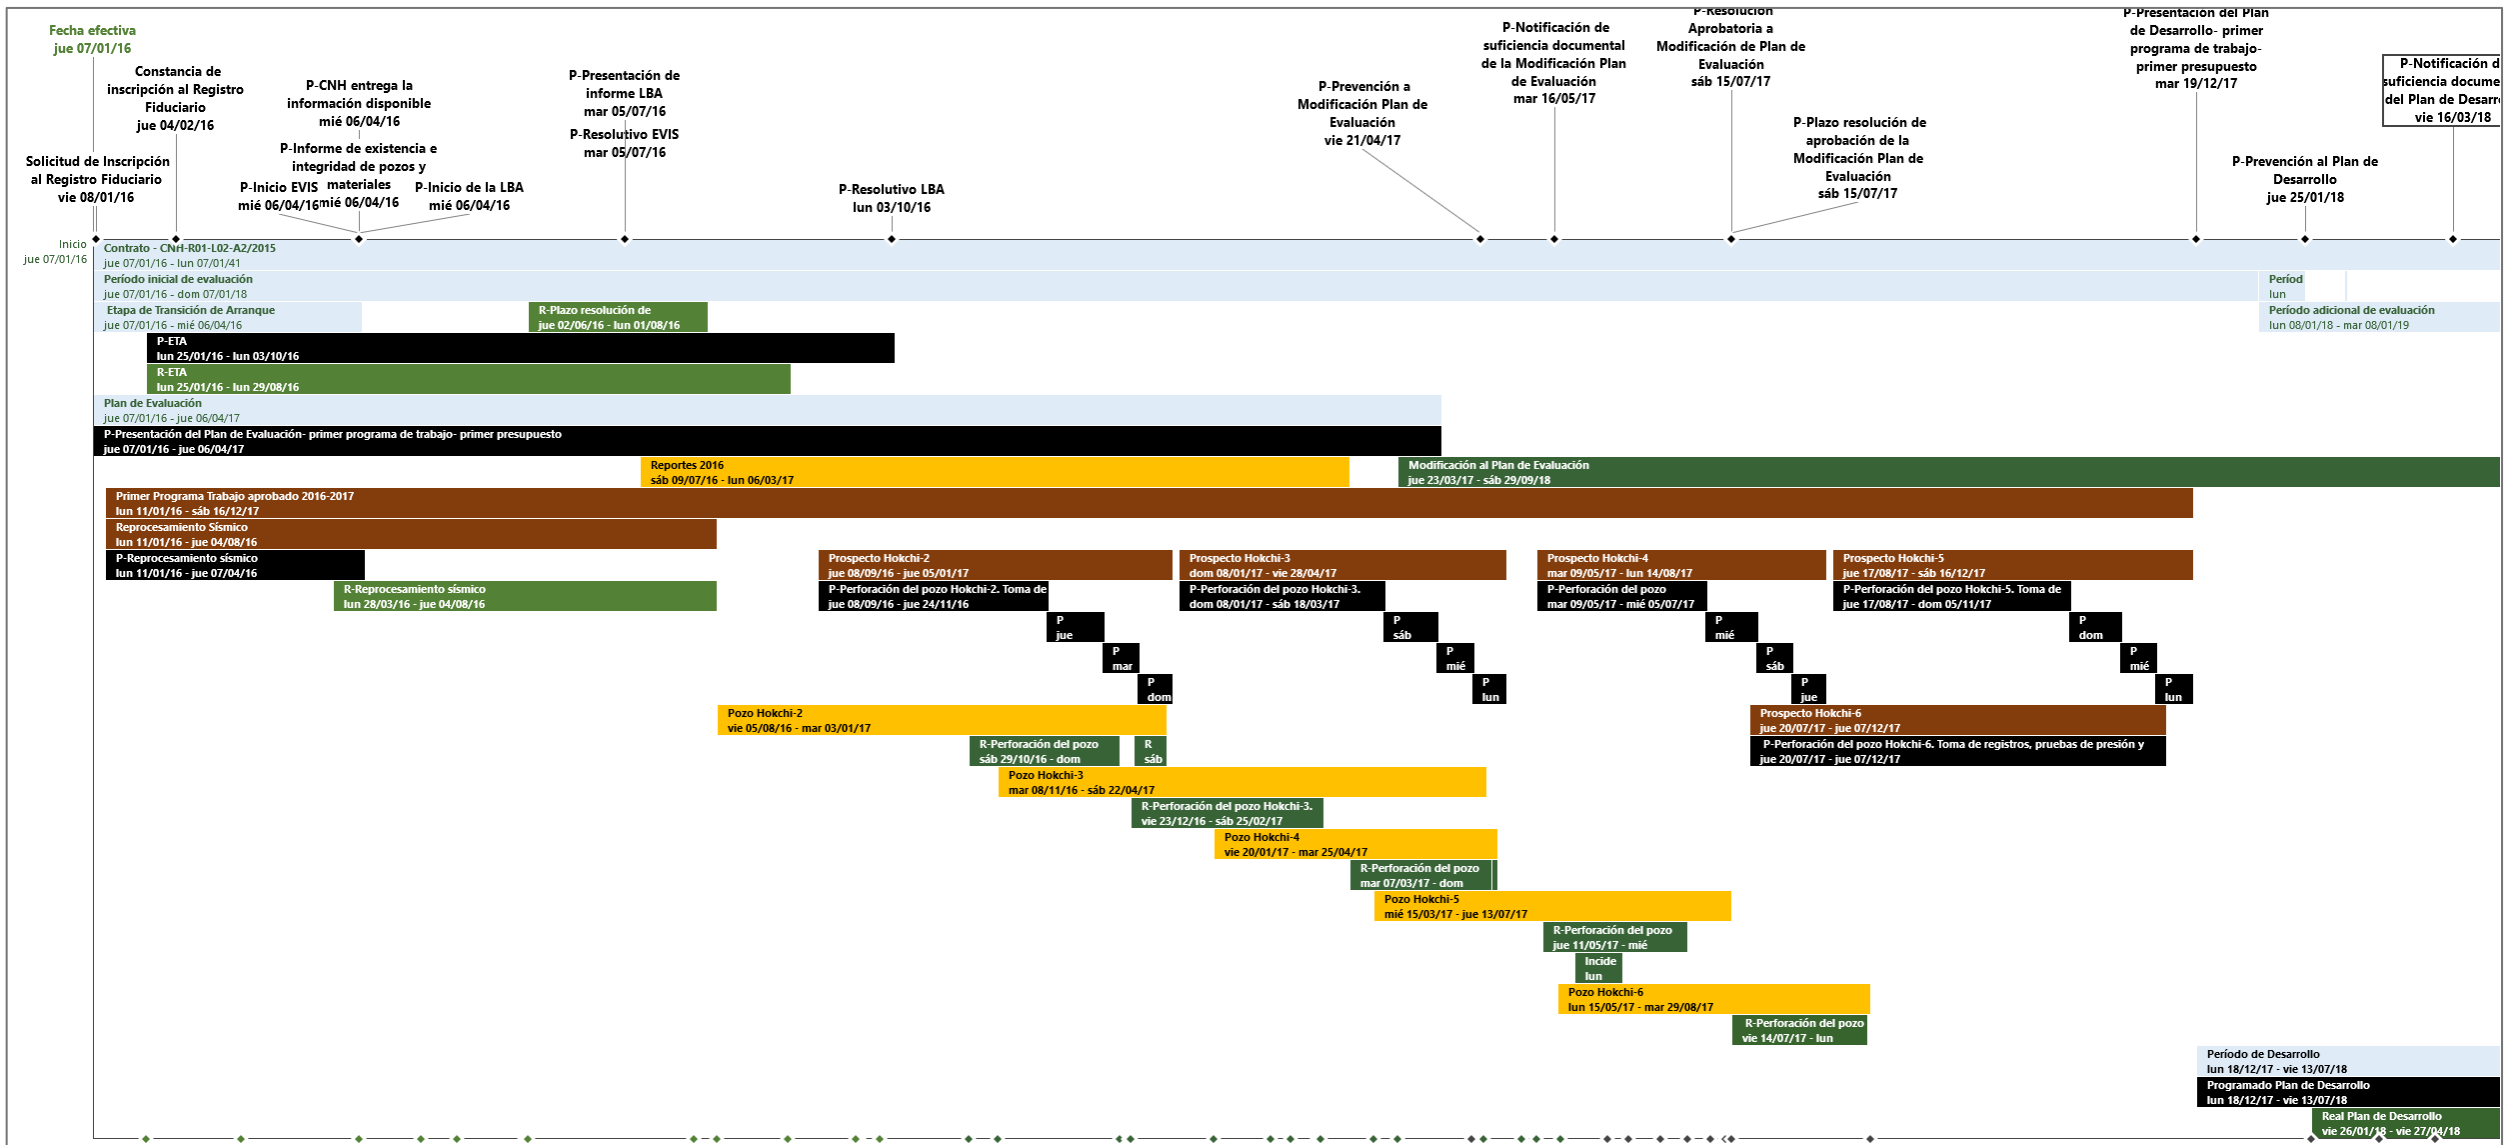 Fecha efectiva
jue 07/01/16
Constancia de
inscripción al Registro
Fiduciario
jue 04/02/16
Solicitud de Inscripción
al Registro Fiduciario
vie 08/01/16
P-CNH entrega la
información disponible
mié 06/04/16
P-Informe de existencia e
integridad de pozos y
materiales
mié 06/04/16
P-Inicio EVIS
mié 06/04/16
P-Inicio de la LBA
mié 06/04/16
P-Presentación de
informe LBA
mar 05/07/16
P-Resolutivo EVIS
mar 05/07/16
P-Resolutivo LBA
lun 03/10/16
P-Prevención a
Modificación Plan de
Evaluación
vie 21/04/17
P-Notificación de
suficiencia documental
de la Modificación Plan
de Evaluación
mar 16/05/17
P-Resolución
Aprobatoria a
Modificación de Plan de
Evaluación
sáb 15/07/17
P-Plazo resolución de
aprobación de la
Modificación Plan de
Evaluación
sáb 15/07/17
P-Presentación del Plan
de Desarrollo- primer
programa de trabajo-
primer presupuesto
mar 19/12/17
P-Prevención al Plan de
Desarrollo
jue 25/01/18
P-Notificación d
suficiencia docume
del Plan de Desarr
vie 16/03/18
Inicio
jue 07/01/16
Contrato - CNH-R01-L02-A2/2015
jue 07/01/16 - lun 07/01/41
Período inicial de evaluación
jue 07/01/16 - dom 07/01/18
Períod
lun
Etapa de Transición de Arranque
jue 07/01/16 - mié 06/04/16
R-Plazo resolución de
jue 02/06/16 - lun 01/08/16
Período adicional de evaluación
lun 08/01/18 - mar 08/01/19
P-ETA
lun 25/01/16 - lun 03/10/16
R-ETA
lun 25/01/16 - lun 29/08/16
Plan de Evaluación
jue 07/01/16 - jue 06/04/17
P-Presentación del Plan de Evaluación- primer programa de trabajo- primer presupuesto
jue 07/01/16 - jue 06/04/17
Reportes 2016
sáb 09/07/16 - lun 06/03/17
Modificación al Plan de Evaluación
jue 23/03/17 - sáb 29/09/18
Primer Programa Trabajo aprobado 2016-2017
lun 11/01/16 - sáb 16/12/17
Reprocesamiento Sísmico
lun 11/01/16 - jue 04/08/16
P-Reprocesamiento sísmico
lun 11/01/16 - jue 07/04/16
Prospecto Hokchi-2
jue 08/09/16 - jue 05/01/17
Prospecto Hokchi-3
dom 08/01/17 - vie 28/04/17
Prospecto Hokchi-4
mar 09/05/17 - lun 14/08/17
Prospecto Hokchi-5
jue 17/08/17 - sáb 16/12/17
R-Reprocesamiento sísmico
lun 28/03/16 - jue 04/08/16
P-Perforación del pozo Hokchi-2. Toma de
jue 08/09/16 - jue 24/11/16
P-Perforación del pozo Hokchi-3.
dom 08/01/17 - sáb 18/03/17
P-Perforación del pozo
mar 09/05/17 - mié 05/07/17
P-Perforación del pozo Hokchi-5. Toma de
jue 17/08/17 - dom 05/11/17
P
jue
P
sáb
P
mié
P
dom
P
mar
P
mié
P
sáb
P
mié
P
dom
P
lun
P
jue
P
lun
Pozo Hokchi-2
vie 05/08/16 - mar 03/01/17
Prospecto Hokchi-6
jue 20/07/17 - jue 07/12/17
R-Perforación del pozo
sáb 29/10/16 - dom
R
sáb
P-Perforación del pozo Hokchi-6. Toma de registros, pruebas de presión y
jue 20/07/17 - jue 07/12/17
Pozo Hokchi-3
mar 08/11/16 - sáb 22/04/17
R-Perforación del pozo Hokchi-3.
vie 23/12/16 - sáb 25/02/17
Pozo Hokchi-4
vie 20/01/17 - mar 25/04/17
R-Perforación del pozo
mar 07/03/17 - dom
Pozo Hokchi-5
mié 15/03/17 - jue 13/07/17
R-Perforación del pozo
jue 11/05/17 - mié
Incide
lun
Pozo Hokchi-6
lun 15/05/17 - mar 29/08/17
R-Perforación del pozo
vie 14/07/17 - lun
Período de Desarrollo
lun 18/12/17 - vie 13/07/18
Programado Plan de Desarrollo
lun 18/12/17 - vie 13/07/18
Real Plan de Desarrollo
vie 26/01/18 - vie 27/04/18